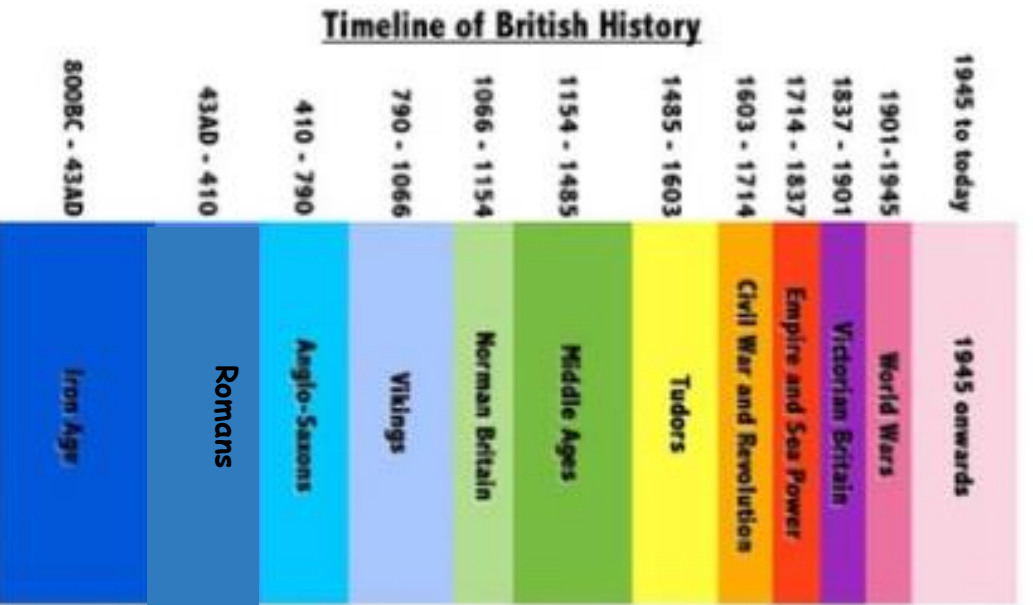 Timeline of British History
800BC - 43AD
43AD - 410
410 - 790
790 - 1066
1066 - 1154
1154 - 1485
1485 - 1603
1603 - 1714
1714 - 1837
1837 - 1901
1901-1945
1945 to today
Iron Age
Romans
Anglo-Saxons
Vikings
Norman Britain
Middle Ages
Tudors
Civil War and Revolution
Empire and Sea Power
Victorian Britain
World Wars
1945 onwards